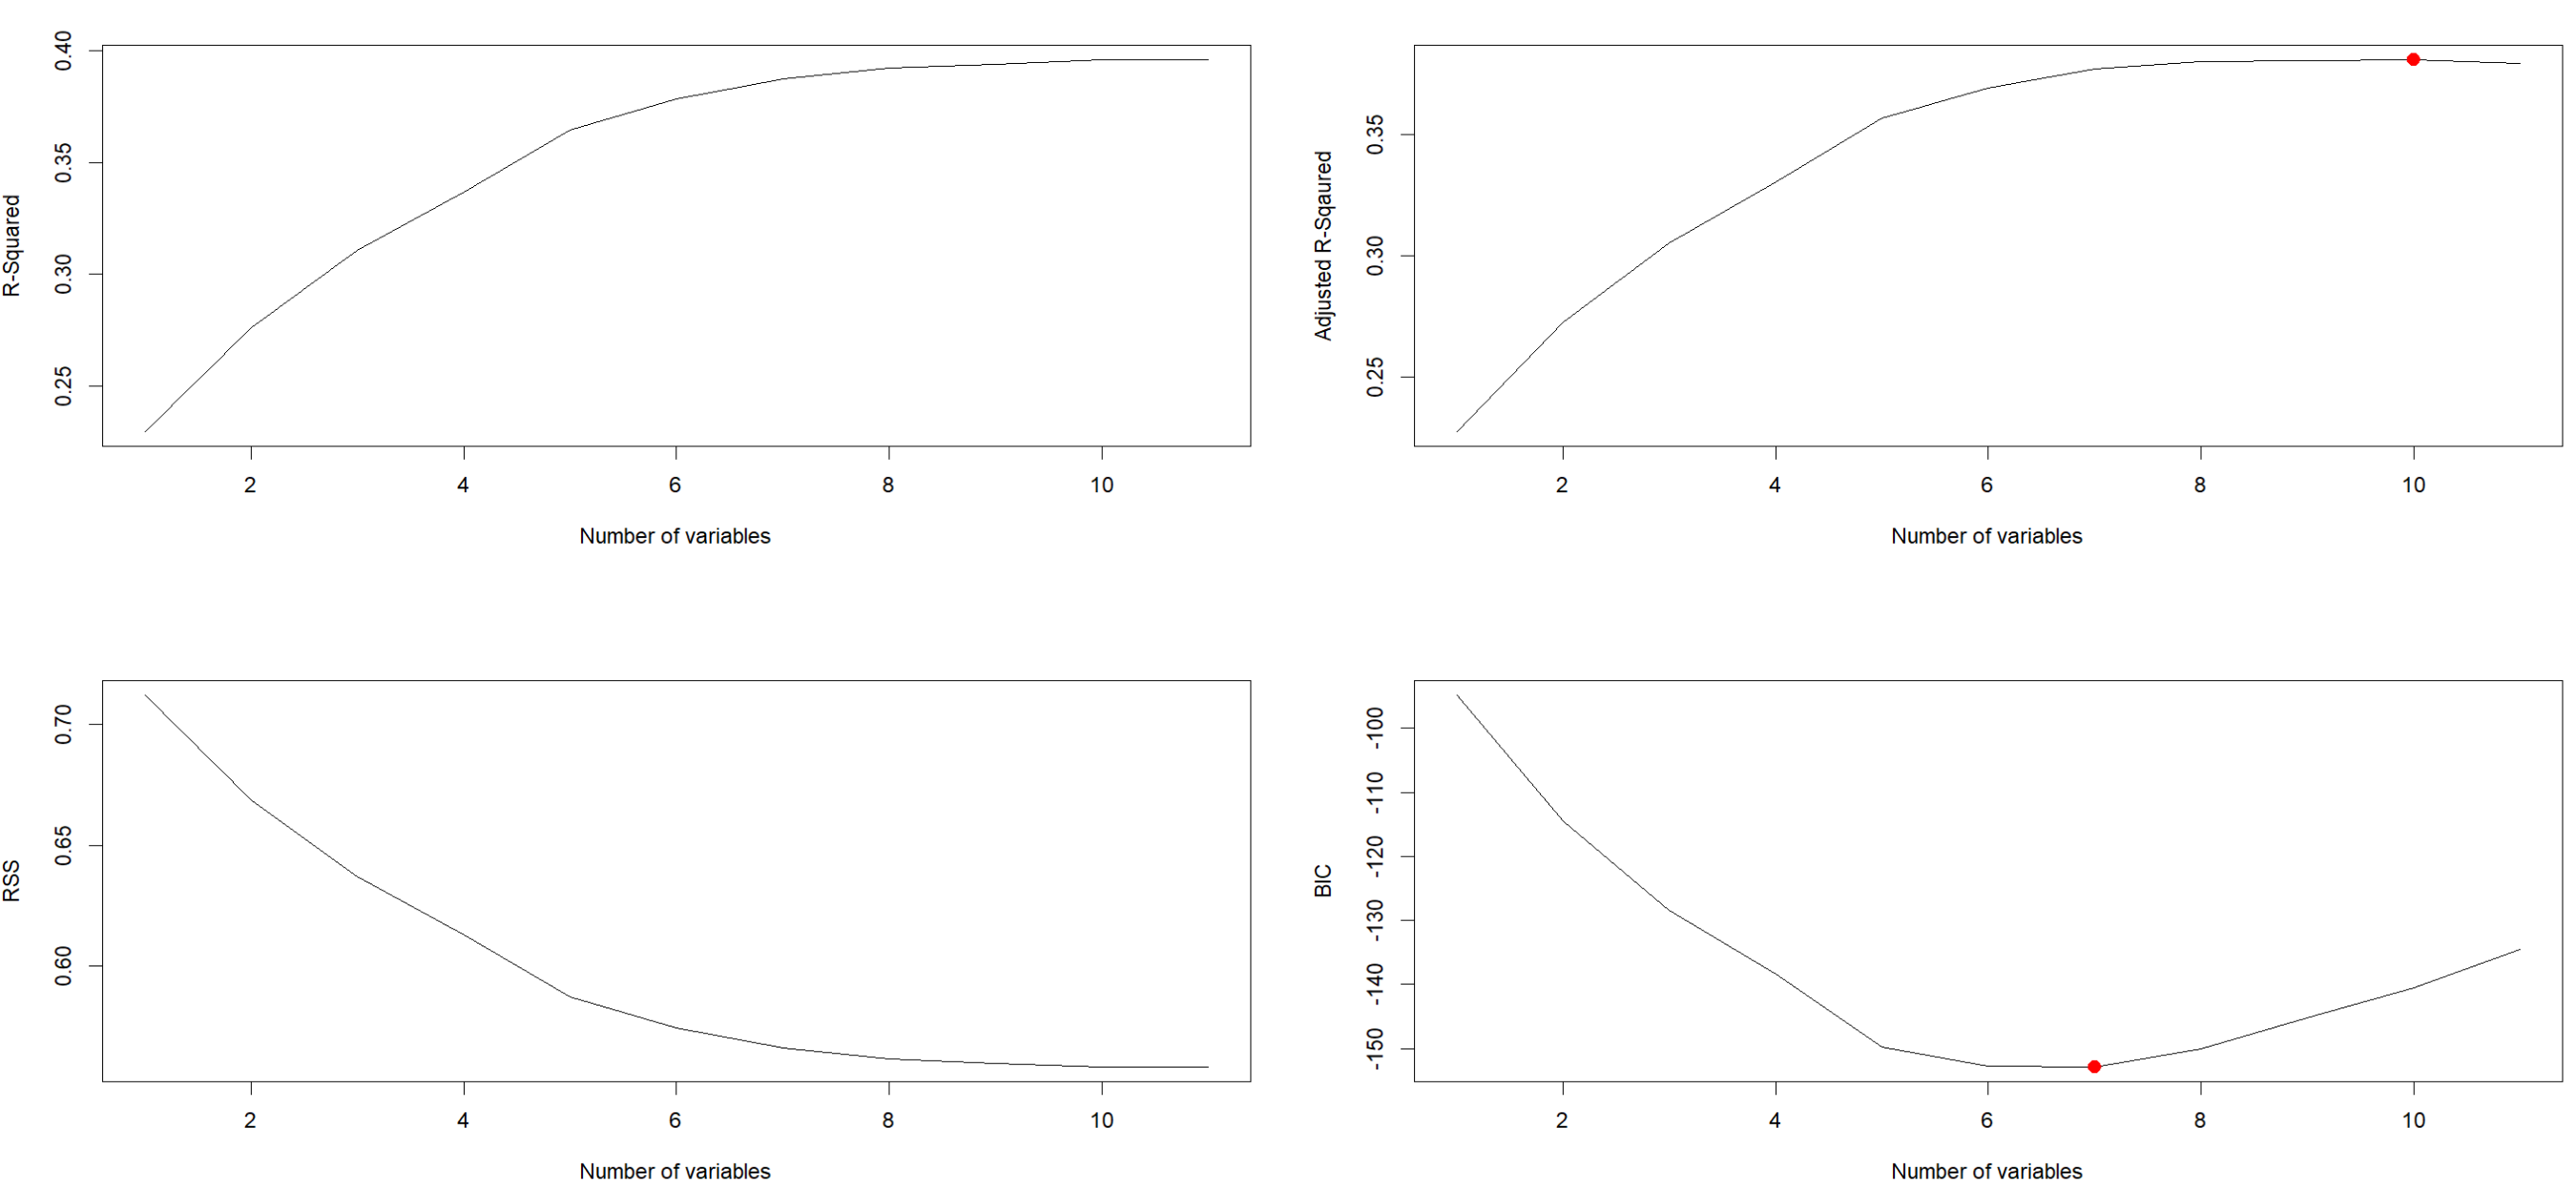 R-Squared
0.40
0.35
0.30
0.25
2 4 6 8 10
Number of variables
Adjusted R-Sqaured
0.35
0.30
0.25
2 4 6 8 10
Number of variables
RSS
0.70
0.65
0.60
2 4 6 8 10
Number of variables
BIC
-100
-110
-120
-130
-140
-150
2 4 6 8 10
Number of variables